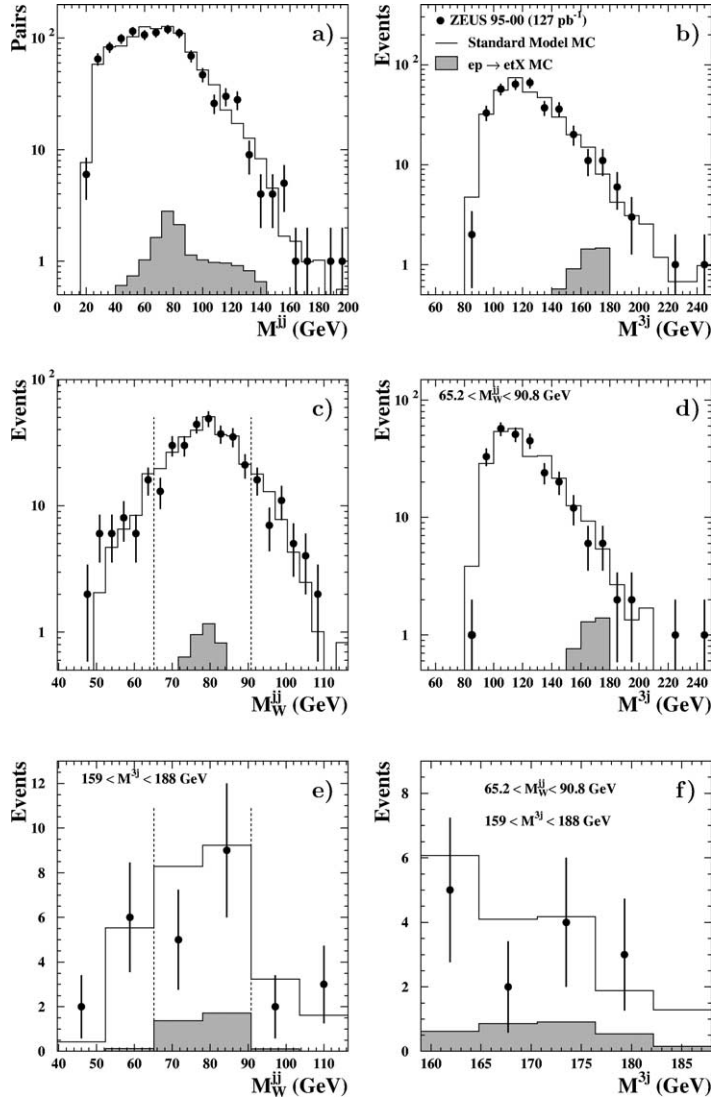 Pairs
10²
10
1
0 20 40 60 80 100 120 140 160 180 200
M^jj (GeV)
a)
Events
10²
10
1
60 80 100 120 140 160 180 200 220 240
M^3j (GeV)
b)
ZEUS 95-00 (127 pb⁻¹)
Standard Model MC
ep → etX MC
Events
10²
10
1
40 50 60 70 80 90 100 110
M_W^jj (GeV)
c)
Events
10²
10
1
60 80 100 120 140 160 180 200 220 240
M^3j (GeV)
65.2 < M_W^jj < 90.8 GeV
d)
Events
12
10
8
6
4
2
0
40 50 60 70 80 90 100 110
M_W^jj (GeV)
159 < M^3j < 188 GeV
e)
Events
8
6
4
2
0
160 165 170 175 180 185
M^3j (GeV)
65.2 < M_W^jj < 90.8 GeV
159 < M^3j < 188 GeV
f)